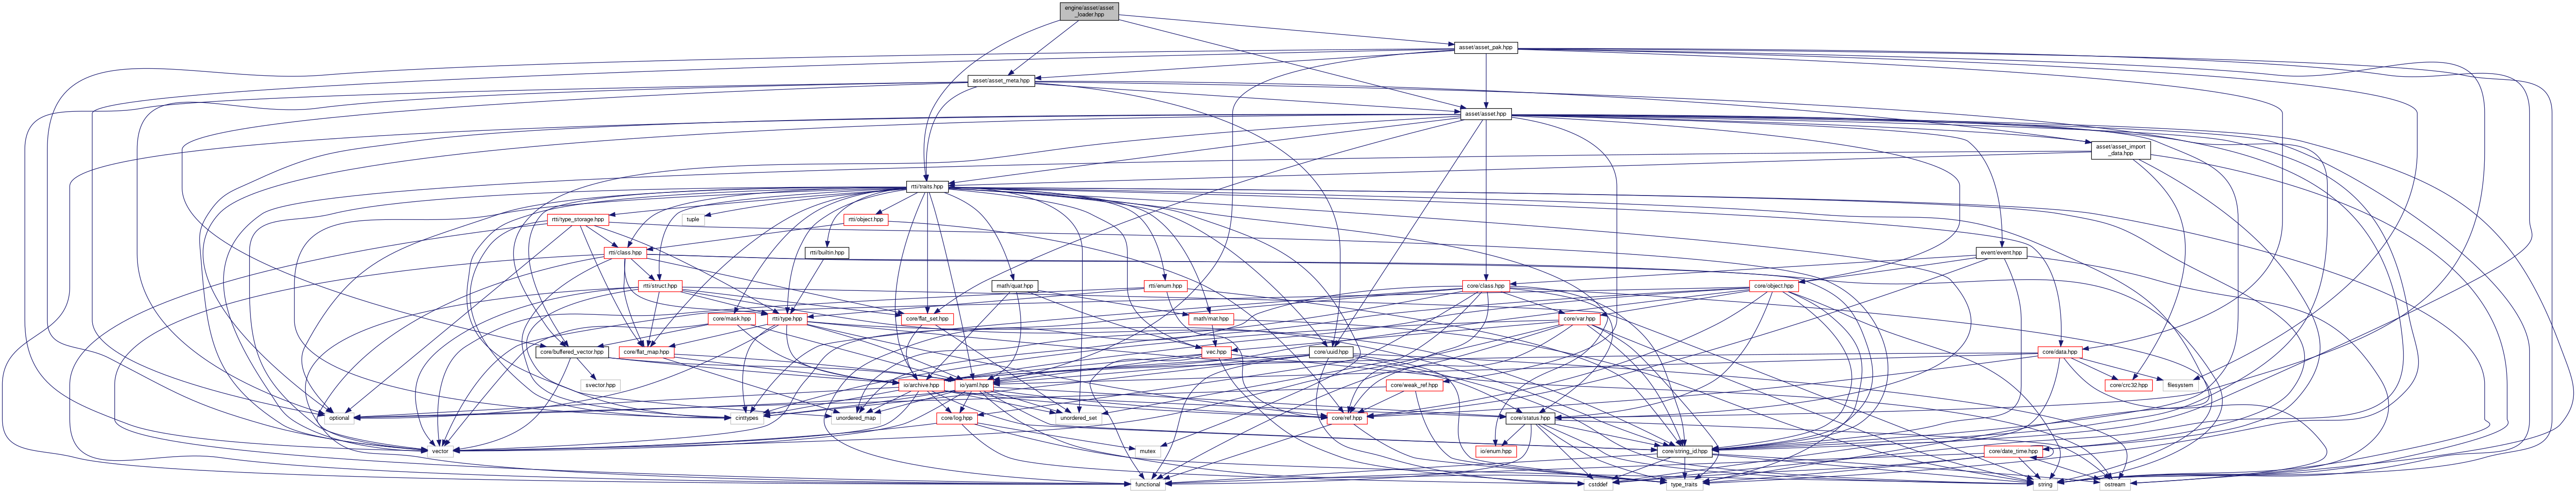 engine/asset/asset
_loader.hpp
asset/asset_pak.hpp
asset/asset_meta.hpp
asset/asset.hpp
asset/asset_import
_data.hpp
rtti/traits.hpp
rtti/type_storage.hpp
tuple
rtti/object.hpp
rtti/class.hpp
rtti/builtin.hpp
event/event.hpp
rtti/struct.hpp
math/quat.hpp
rtti/enum.hpp
core/class.hpp
core/object.hpp
core/mask.hpp
rtti/type.hpp
core/flat_set.hpp
math/mat.hpp
core/var.hpp
core/buffered_vector.hpp
core/flat_map.hpp
vec.hpp
core/uuid.hpp
core/data.hpp
svector.hpp
io/archive.hpp
io/yaml.hpp
core/weak_ref.hpp
core/crc32.hpp
filesystem
optional
cinttypes
unordered_map
core/log.hpp
unordered_set
core/ref.hpp
core/status.hpp
vector
mutex
io/enum.hpp
core/string_id.hpp
core/date_time.hpp
functional
cstddef
type_traits
string
ostream